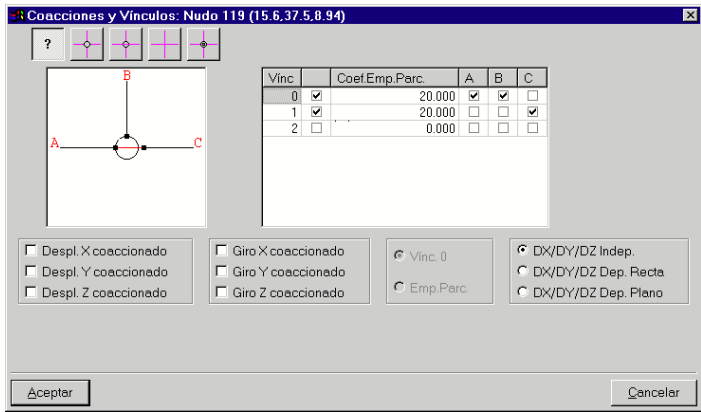 Coacciones y Vínculos: Nudo 119 (15.6,37.5,8.94)
?
B
A C
Vínc Coef.Emp.Parc. A B C
0 20.000
1 20.000
2 0.000
Despl. X coaccionado
Despl. Y coaccionado
Despl. Z coaccionado
Giro X coaccionado
Giro Y coaccionado
Giro Z coaccionado
Vínc. 0
Emp.Parc.
DX/DY/DZ Indep.
DX/DY/DZ Dep. Recta
DX/DY/DZ Dep. Plano
Aceptar Cancelar